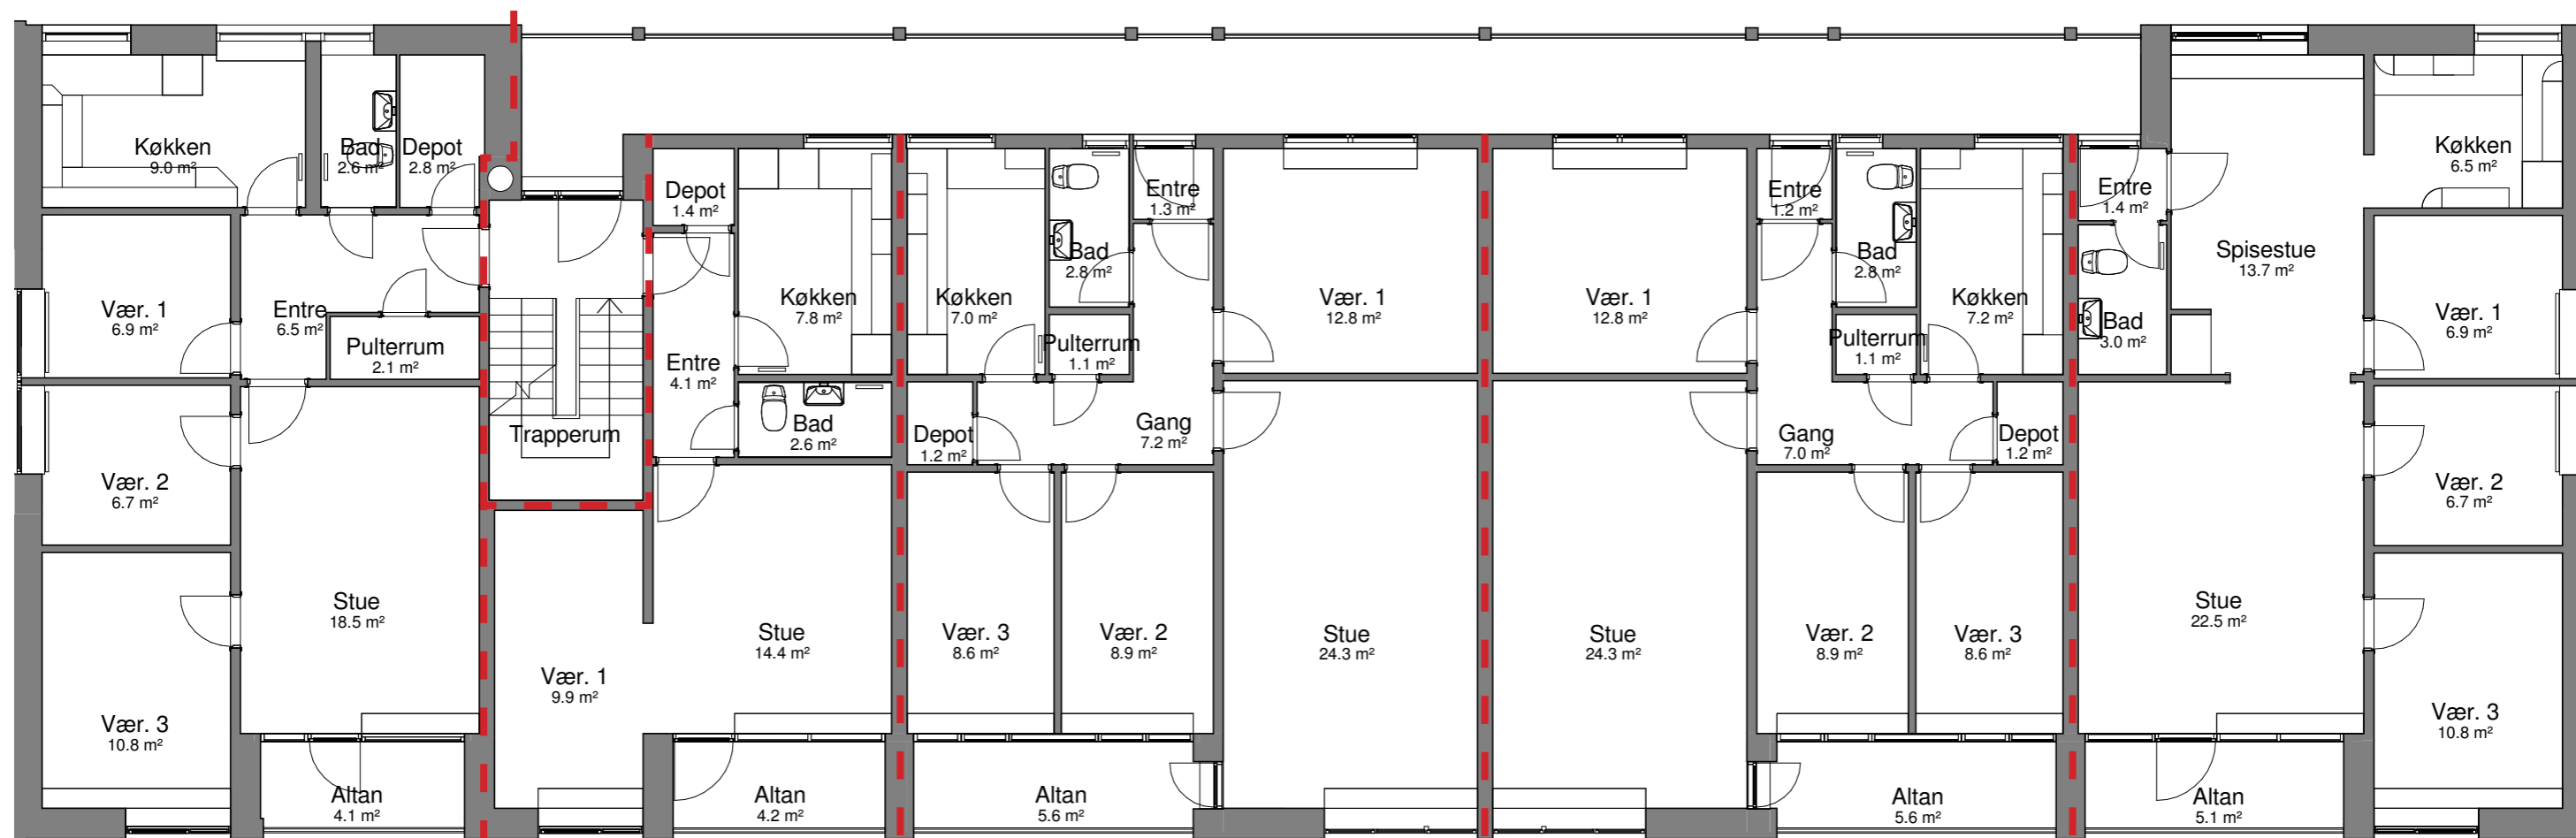 Køkken
9.0 m²
Bad
2.6 m²
Depot
2.8 m²
Vær. 1
6.9 m²
Entre
6.5 m²
Pulterrum
2.1 m²
Vær. 2
6.7 m²
Vær. 3
10.8 m²
Stue
18.5 m²
Altan
4.1 m²
Trapperum
Depot
1.4 m²
Køkken
7.8 m²
Entre
4.1 m²
Bad
2.6 m²
Vær. 1
9.9 m²
Stue
14.4 m²
Altan
4.2 m²
Køkken
7.0 m²
Bad
2.8 m²
Entre
1.3 m²
Pulterrum
1.1 m²
Depot
1.2 m²
Gang
7.2 m²
Vær. 1
12.8 m²
Vær. 3
8.6 m²
Vær. 2
8.9 m²
Stue
24.3 m²
Altan
5.6 m²
Vær. 1
12.8 m²
Entre
1.2 m²
Bad
2.8 m²
Køkken
7.2 m²
Pulterrum
1.1 m²
Gang
7.0 m²
Depot
1.2 m²
Stue
24.3 m²
Vær. 2
8.9 m²
Vær. 3
8.6 m²
Altan
5.6 m²
Entre
1.4 m²
Bad
3.0 m²
Spisestue
13.7 m²
Køkken
6.5 m²
Vær. 1
6.9 m²
Vær. 2
6.7 m²
Stue
22.5 m²
Vær. 3
10.8 m²
Altan
5.1 m²